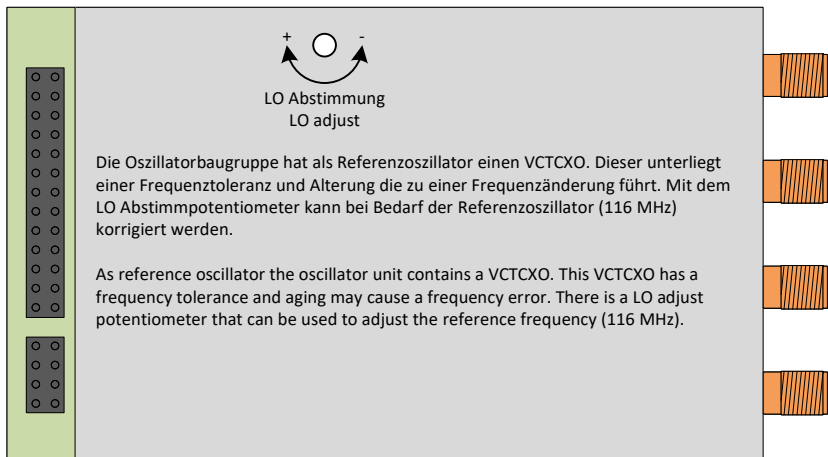 + -
LO Abstimmung
LO adjust
Die Oszillatorbaugruppe hat als Referenzoszillator einen VCTCXO. Dieser unterliegt
einer Frequenztoleranz und Alterung die zu einer Frequenzänderung führt. Mit dem
LO Abstimmpotentiometer kann bei Bedarf der Referenzoszillator (116 MHz)
korrigiert werden.
As reference oscillator the oscillator unit contains a VCTCXO. This VCTCXO has a
frequency tolerance and aging may cause a frequency error. There is a LO adjust
potentiometer that can be used to adjust the reference frequency (116 MHz).